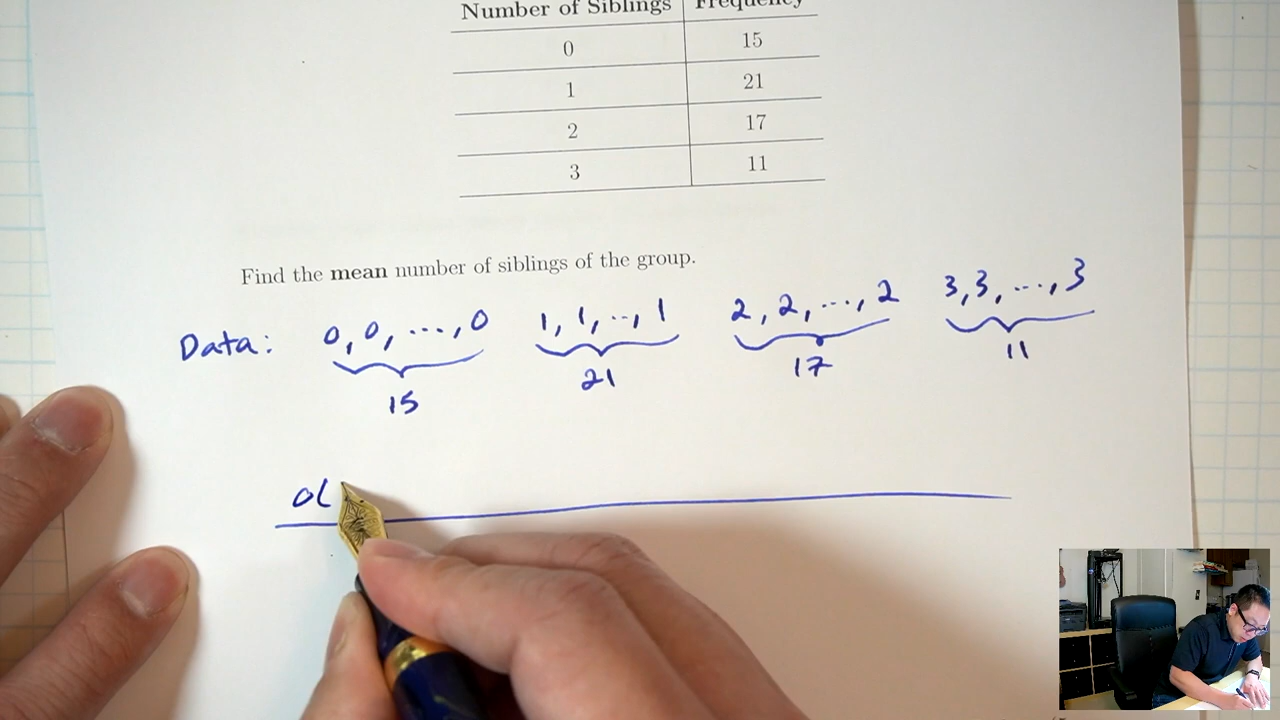 Number of Siblings Frequency
0 15
1 21
2 17
3 11
Find the mean number of siblings of the group.
Data: 0, 0, ..., 0 1, 1, .., 1 2, 2, ..., 2 3, 3, ..., 3
15 21 17 11
0(